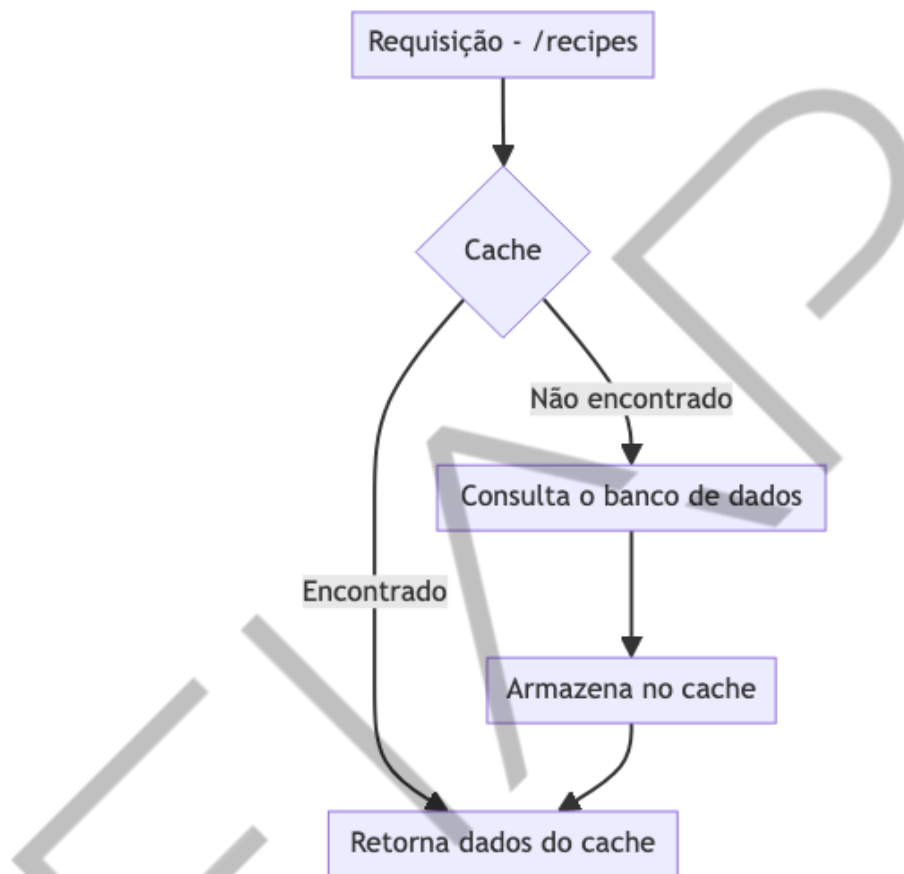 Requisição - /recipes
Cache
Não encontrado
Consulta o banco de dados
Encontrado
Armazena no cache
Retorna dados do cache